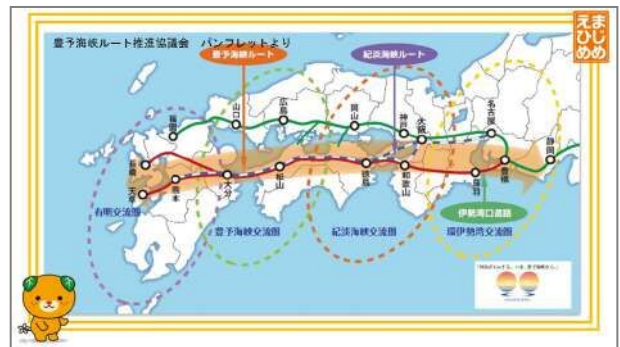 豊予海峡ルート推進協議会 パンフレットより
まじめ
えひめ
豊予海峡ルート
紀淡海峡ルート
福岡
山口
広島
岡山
神戸
大阪
名古屋
静岡
長崎
天草
熊本
大分
松山
徳島
和歌山
豊橋
有明交流圏
豊予海峡交流圏
紀淡海峡交流圏
環伊勢湾交流圏
伊勢湾口道路